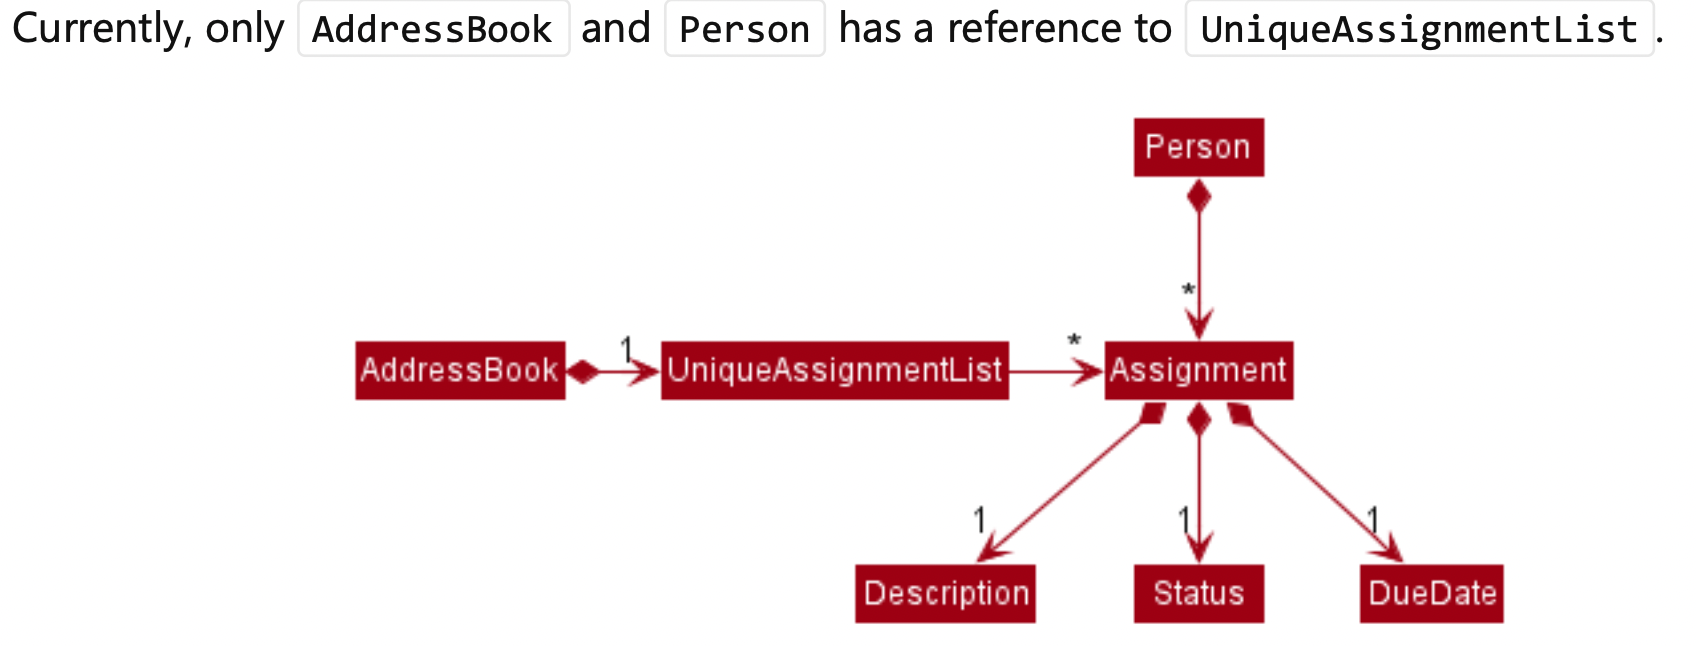 Currently, only AddressBook and Person has a reference to UniqueAssignmentList.
Person
*
1
*
AddressBook
UniqueAssignmentList
Assignment
1
1
1
Description
Status
DueDate